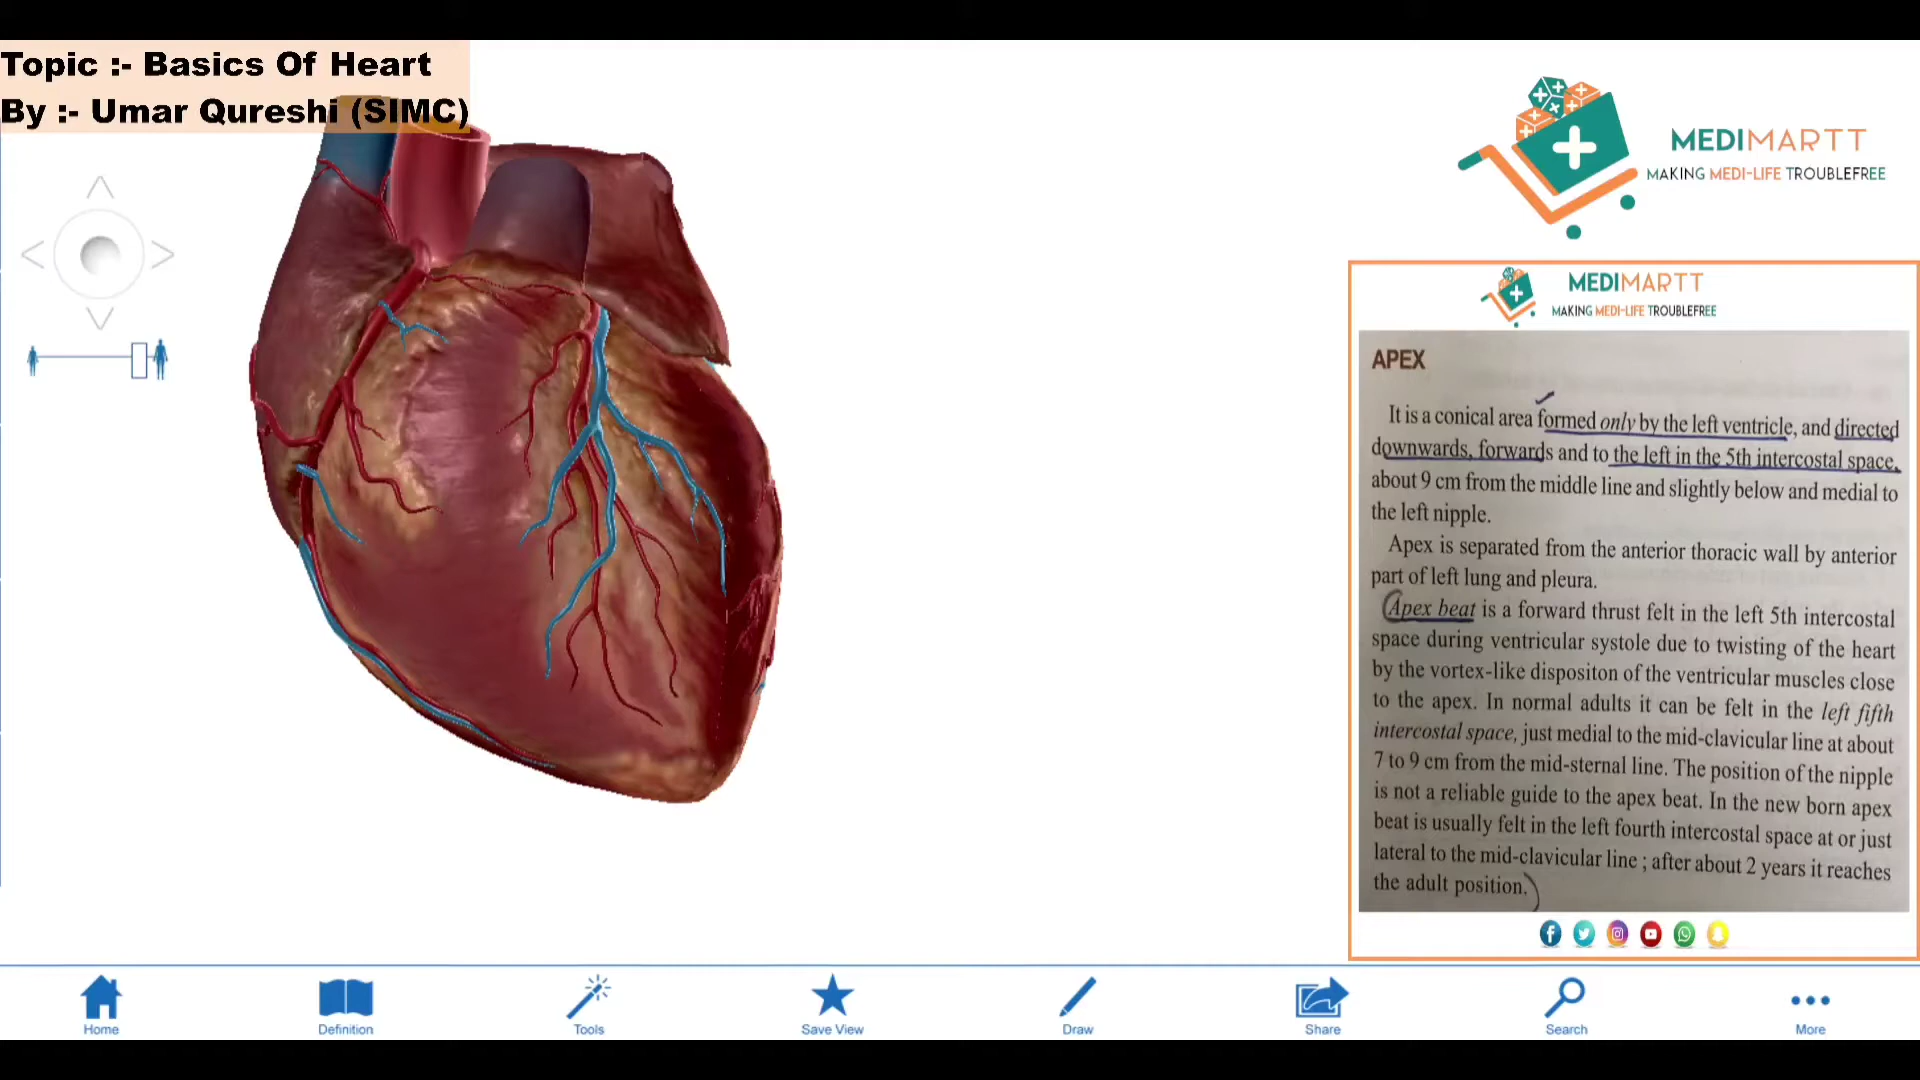 Topic :- Basics Of Heart
By :- Umar Qureshi (SIMC)
MEDIMARTT
MAKING MEDI-LIFE TROUBLEFREE
MEDIMARTT
MAKING MEDI-LIFE TROUBLEFREE
APEX
It is a conical area formed only by the left ventricle, and directed
downwards, forwards and to the left in the 5th intercostal space,
about 9 cm from the middle line and slightly below and medial to
the left nipple.
Apex is separated from the anterior thoracic wall by anterior
part of left lung and pleura.
Apex beat is a forward thrust felt in the left 5th intercostal
space during ventricular systole due to twisting of the heart
by the vortex-like dispositon of the ventricular muscles close
to the apex. In normal adults it can be felt in the left fifth
intercostal space, just medial to the mid-clavicular line at about
7 to 9 cm from the mid-sternal line. The position of the nipple
is not a reliable guide to the apex beat. In the new born apex
beat is usually felt in the left fourth intercostal space at or just
lateral to the mid-clavicular line ; after about 2 years it reaches
the adult position.
Home
Definition
Tools
Save View
Draw
Share
Search
More